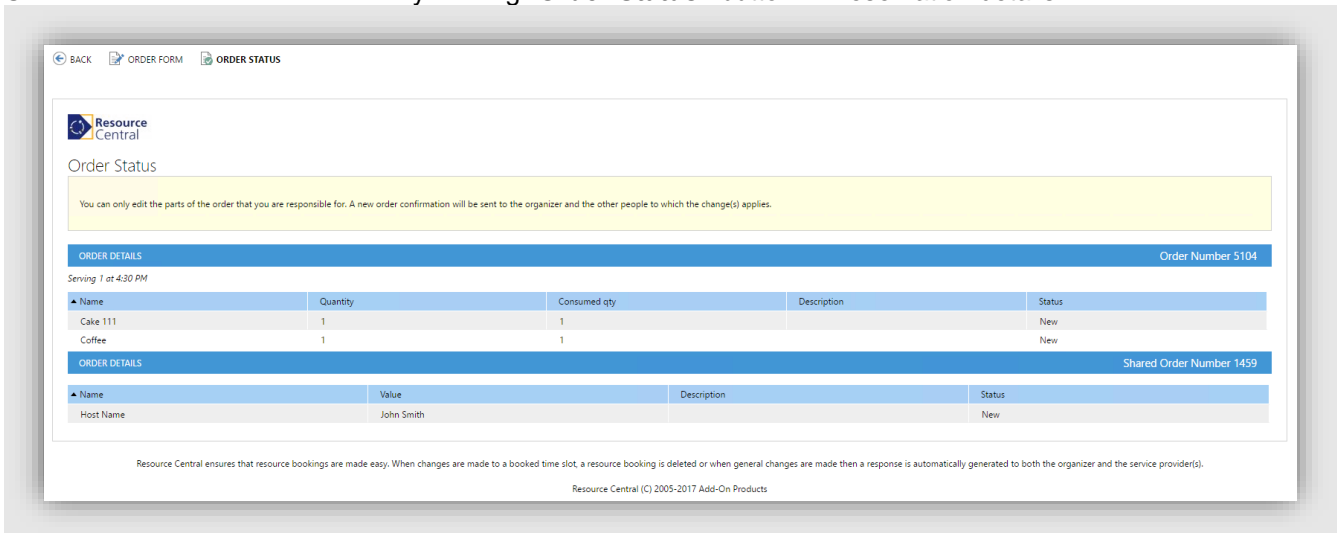 BACK ORDER FORM ORDER STATUS
Resource
Central
Order Status
You can only edit the parts of the order that you are responsible for. A new order confirmation will be sent to the organizer and the other people to which the change(s) applies.
ORDER DETAILS Order Number 5104
Serving 1 at 4:30 PM
Name Quantity Consumed qty Description Status
Cake 111 1 1 New
Coffee 1 1 New
ORDER DETAILS Shared Order Number 1459
Name Value Description Status
Host Name John Smith New
Resource Central ensures that resource bookings are made easy. When changes are made to a booked time slot, a resource booking is deleted or when general changes are made then a response is automatically generated to both the organizer and the service provider(s).
Resource Central (C) 2005-2017 Add-On Products